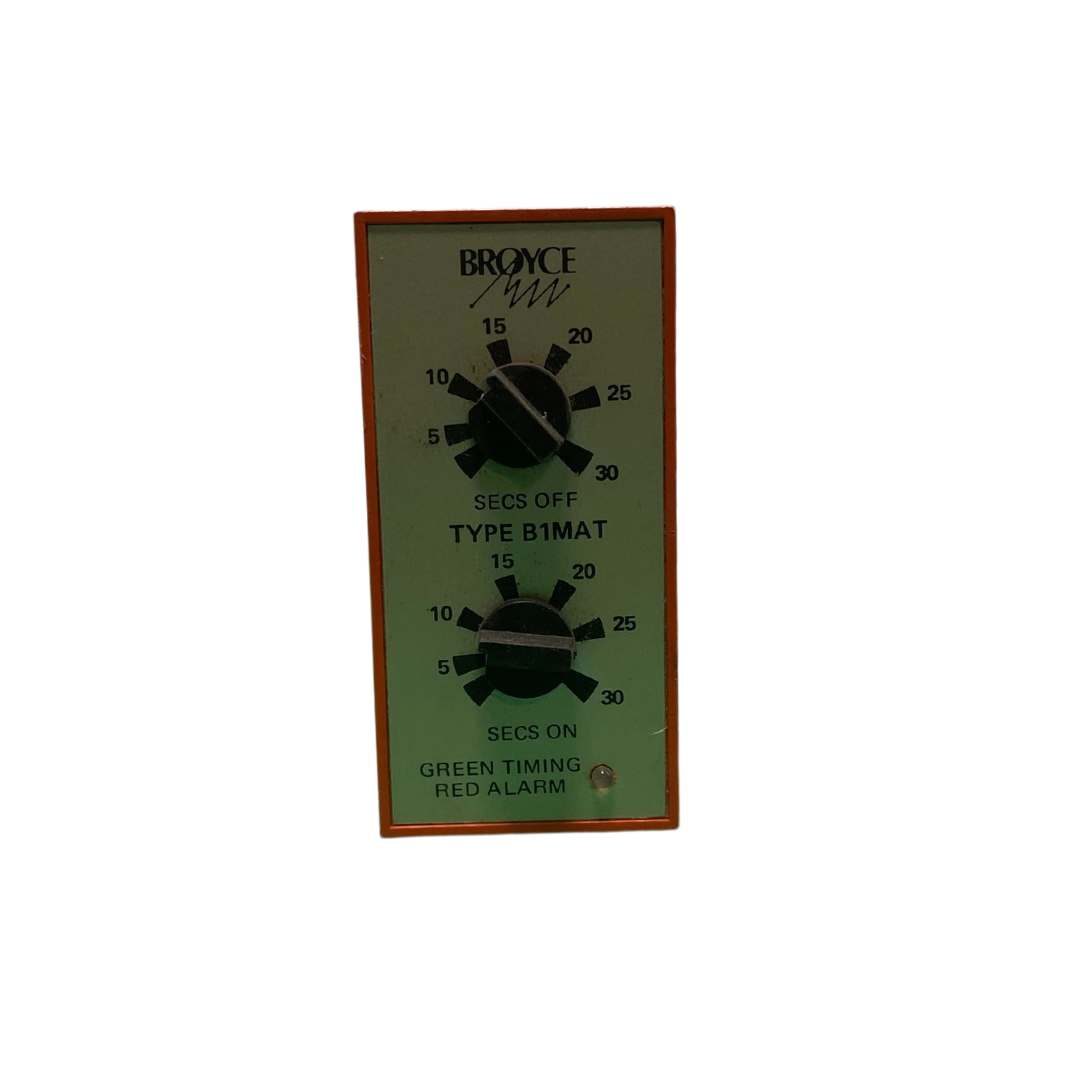 BROYCE
15 20
10 25
5 30
SECS OFF
TYPE B1MAT
15 20
10 25
5 30
SECS ON
GREEN TIMING
RED ALARM